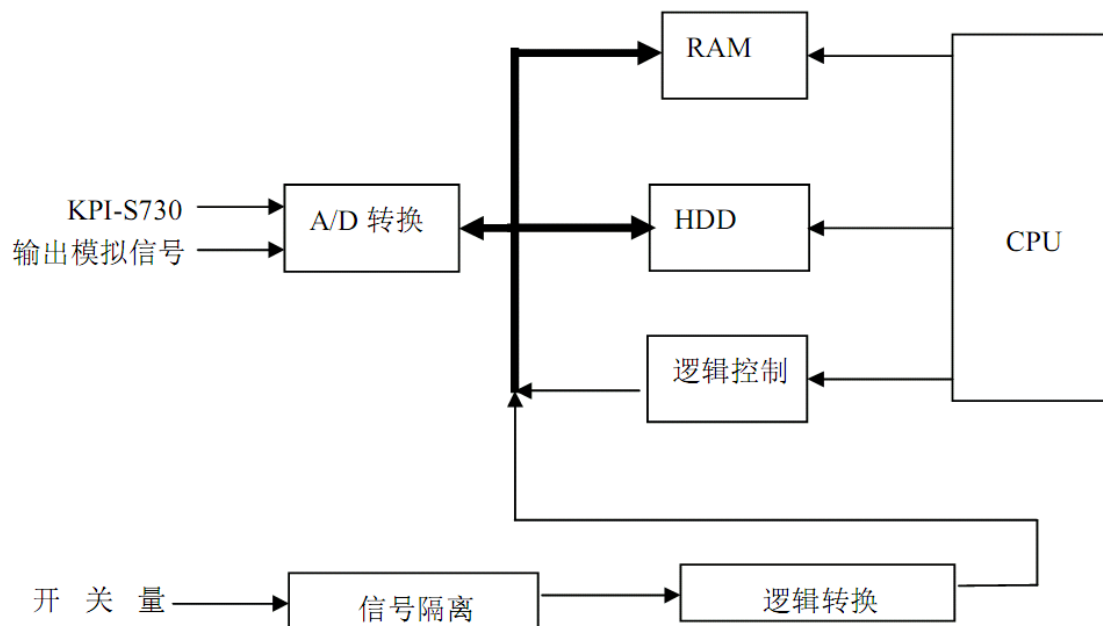 RAM
KPI-S730
输出模拟信号
A/D 转换
HDD
CPU
逻辑控制
开 关 量
信号隔离
逻辑转换